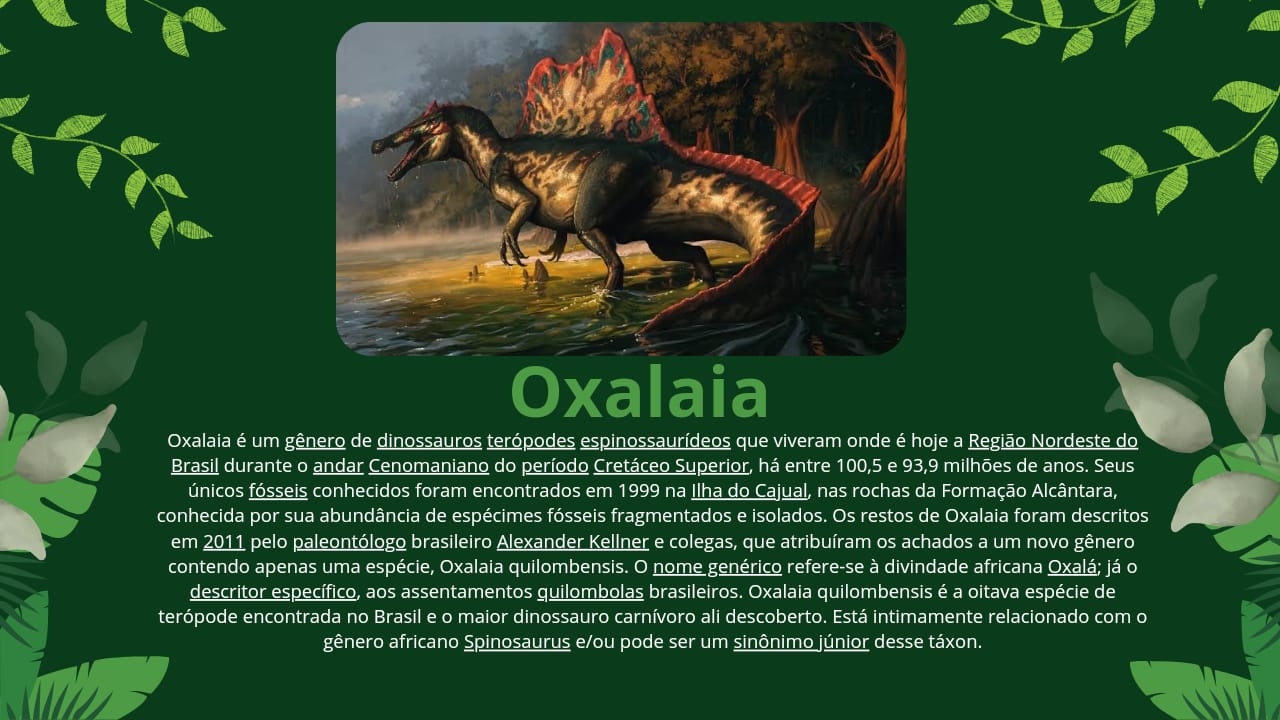 Oxalaia
Oxalaia é um gênero de dinossauros terópodes espinossaurídeos que viveram onde é hoje a Região Nordeste do
Brasil durante o andar Cenomaniano do período Cretáceo Superior, há entre 100,5 e 93,9 milhões de anos. Seus
únicos fósseis conhecidos foram encontrados em 1999 na Ilha do Cajual, nas rochas da Formação Alcântara,
conhecida por sua abundância de espécimes fósseis fragmentados e isolados. Os restos de Oxalaia foram descritos
em 2011 pelo paleontólogo brasileiro Alexander Kellner e colegas, que atribuíram os achados a um novo gênero
contendo apenas uma espécie, Oxalaia quilombensis. O nome genérico refere-se à divindade africana Oxalá; já o
descritor específico, aos assentamentos quilombolas brasileiros. Oxalaia quilombensis é a oitava espécie de
terópode encontrada no Brasil e o maior dinossauro carnívoro ali descoberto. Está intimamente relacionado com o
gênero africano Spinosaurus e/ou pode ser um sinônimo júnior desse táxon.